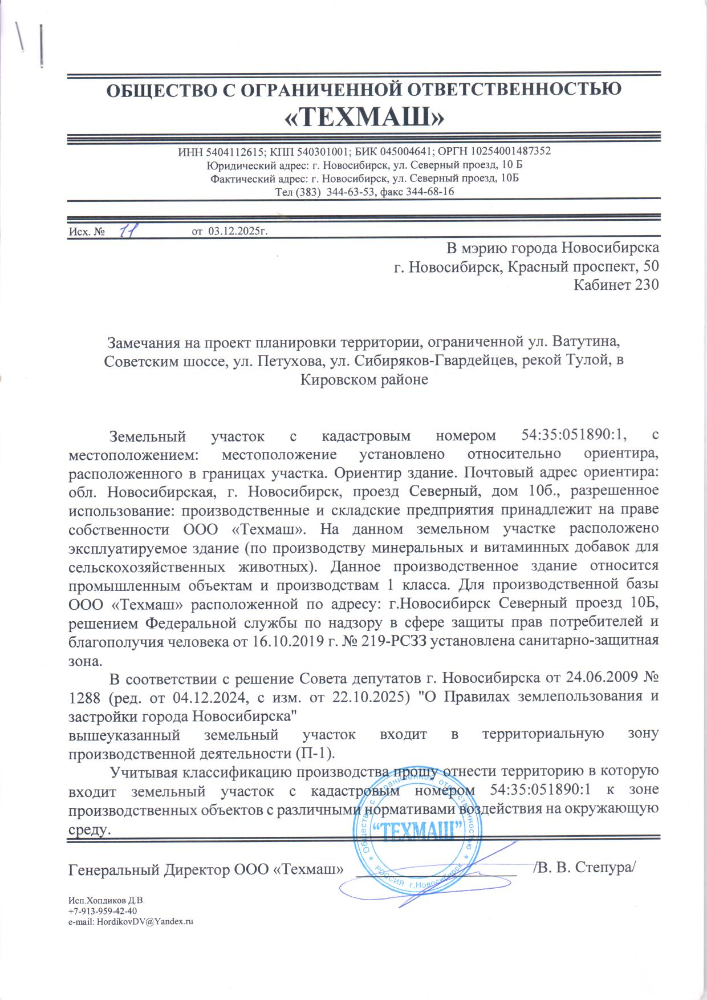 ОБЩЕСТВО С ОГРАНИЧЕННОЙ ОТВЕТСТВЕННОСТЬЮ
«ТЕХМАШ»
ИНН 5404112615; КПП 540301001; БИК 045004641; ОРГН 10254001487352
Юридический адрес: г. Новосибирск, ул. Северный проезд, 10 Б
Фактический адрес: г. Новосибирск, ул. Северный проезд, 10Б
Тел (383) 344-63-53, факс 344-68-16
Исх. № 11 от 03.12.2025г.
В мэрию города Новосибирска
г. Новосибирск, Красный проспект, 50
Кабинет 230
Замечания на проект планировки территории, ограниченной ул. Ватутина,
Советским шоссе, ул. Петухова, ул. Сибиряков-Гвардейцев, рекой Тулой, в
Кировском районе
Земельный участок с кадастровым номером 54:35:051890:1, с
местоположением: местоположение установлено относительно ориентира,
расположенного в границах участка. Ориентир здание. Почтовый адрес ориентира:
обл. Новосибирская, г. Новосибирск, проезд Северный, дом 10б., разрешенное
использование: производственные и складские предприятия принадлежит на праве
собственности ООО «Техмаш». На данном земельном участке расположено
эксплуатируемое здание (по производству минеральных и витаминных добавок для
сельскохозяйственных животных). Данное производственное здание относится
промышленным объектам и производствам 1 класса. Для производственной базы
ООО «Техмаш» расположенной по адресу: г.Новосибирск Северный проезд 10Б,
решением Федеральной службы по надзору в сфере защиты прав потребителей и
благополучия человека от 16.10.2019 г. № 219-РСЗЗ установлена санитарно-защитная
зона.
В соответствии с решение Совета депутатов г. Новосибирска от 24.06.2009 №
1288 (ред. от 04.12.2024, с изм. от 22.10.2025) "О Правилах землепользования и
застройки города Новосибирска"
вышеуказанный земельный участок входит в территориальную зону
производственной деятельности (П-1).
Учитывая классификацию производства прошу отнести территорию в которую
входит земельный участок с кадастровым номером 54:35:051890:1 к зоне
производственных объектов с различными нормативами воздействия на окружающую
среду.
Общество с ограниченной ответственностью
“ТЕХМАШ”
* РОССИЯ г.Новосибирск *
Генеральный Директор ООО «Техмаш» /В. В. Степура/
Исп.Хопдиков Д.В.
+7-913-959-42-40
e-mail: HordikovDV@Yandex.ru